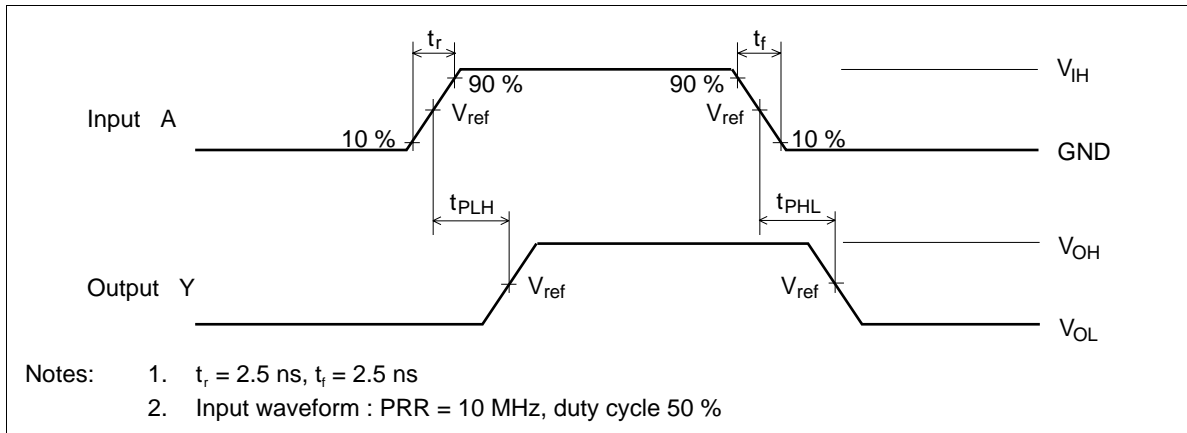 tr
tf
VIH
90 %
90 %
Input A
Vref
Vref
10 %
10 %
GND
tPLH
tPHL
VOH
Output Y
Vref
Vref
VOL
Notes: 1. tr = 2.5 ns, tf = 2.5 ns
2. Input waveform : PRR = 10 MHz, duty cycle 50 %